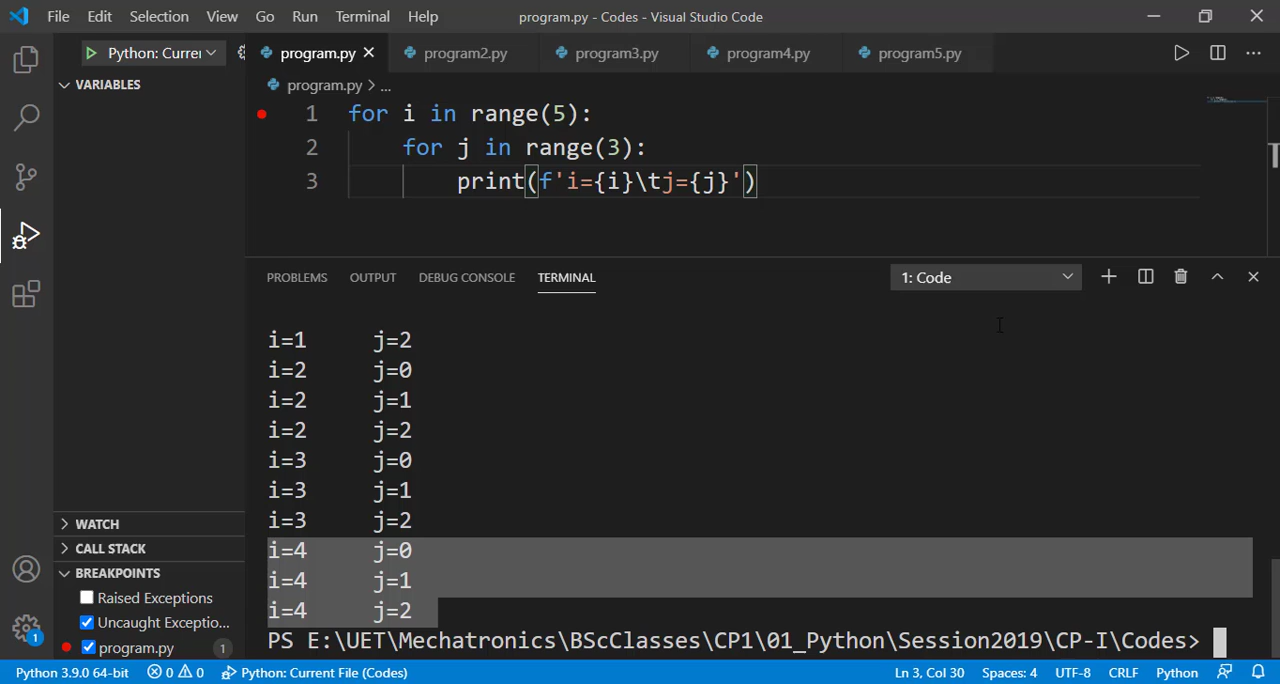 File Edit Selection View Go Run Terminal Help program.py - Codes - Visual Studio Code
Python: Currer program.py program2.py program3.py program4.py program5.py
VARIABLES
program.py > ...
1 for i in range(5):
2 for j in range(3):
3 print(f'i={i}\tj={j}')
PROBLEMS OUTPUT DEBUG CONSOLE TERMINAL 1: Code
i=1 j=2
i=2 j=0
i=2 j=1
i=2 j=2
i=3 j=0
i=3 j=1
i=3 j=2
i=4 j=0
i=4 j=1
i=4 j=2
PS E:\UET\Mechatronics\BScClasses\CP1\01_Python\Session2019\CP-I\Codes>
WATCH
CALL STACK
BREAKPOINTS
Raised Exceptions
Uncaught Exceptio...
program.py 1
1
Python 3.9.0 64-bit 0 0 Python: Current File (Codes) Ln 3, Col 30 Spaces: 4 UTF-8 CRLF Python